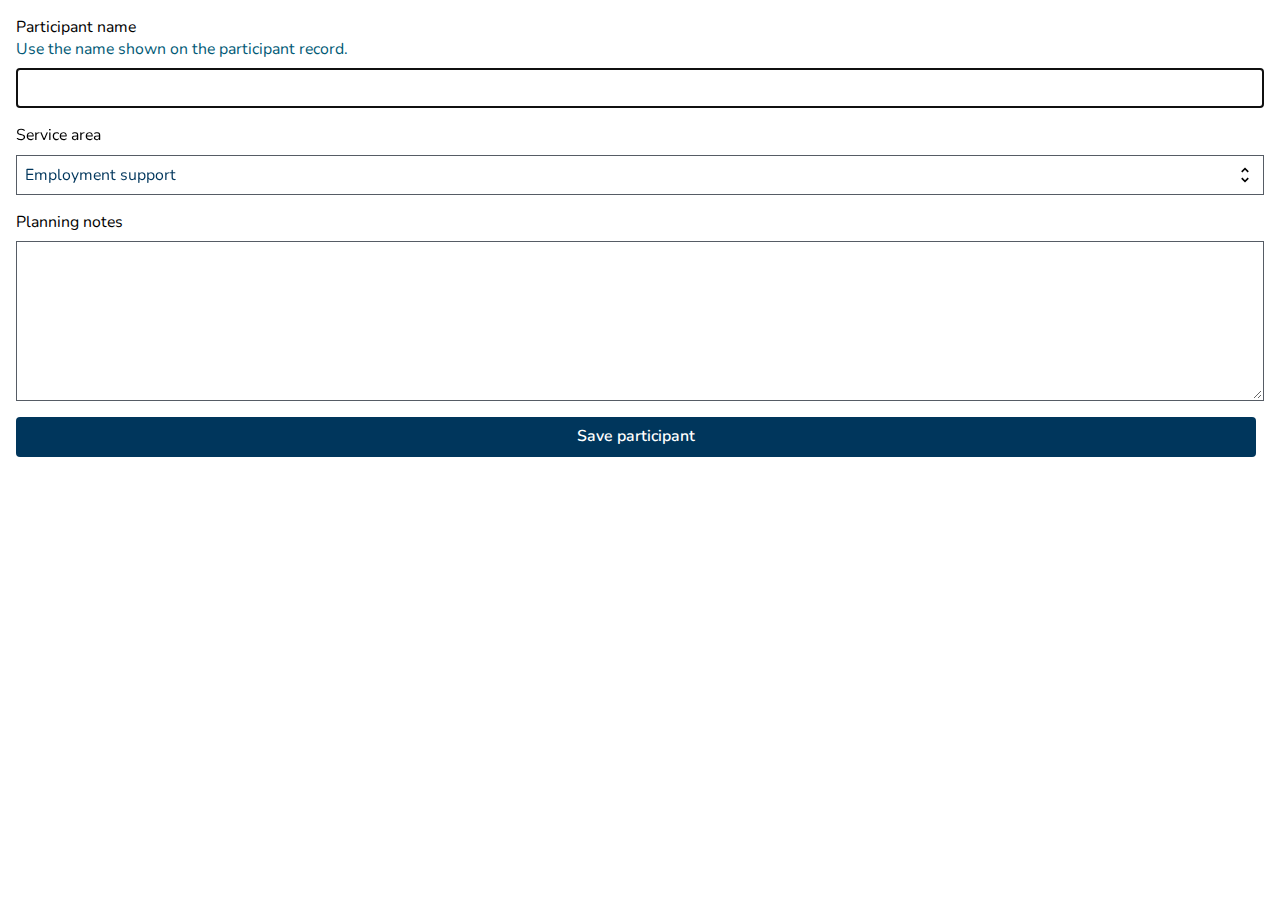 Participant name
Use the name shown on the participant record.
Service area
Employment support
Planning notes
Save participant